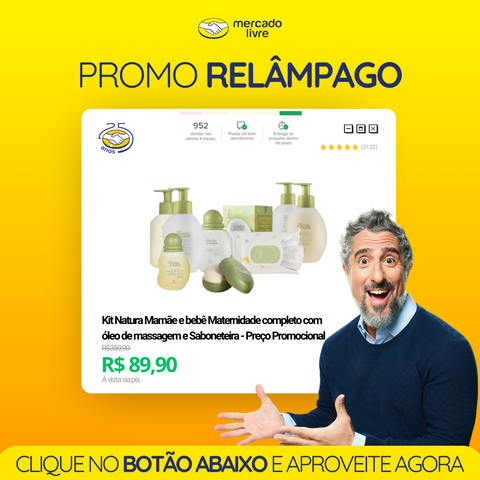 mercado
livre
PROMO RELÂMPAGO
25
anos
952
vendas nos
últimos 4 meses
Presta um bom
atendimento
Entrega os
produtos dentro
do prazo
(2122)
Kit Natura Mamãe e bebê Maternidade completo com
óleo de massagem e Saboneteira - Preço Promocional
R$359,90
R$ 89,90
À vista via pix.
CLIQUE NO BOTÃO ABAIXO E APROVEITE AGORA